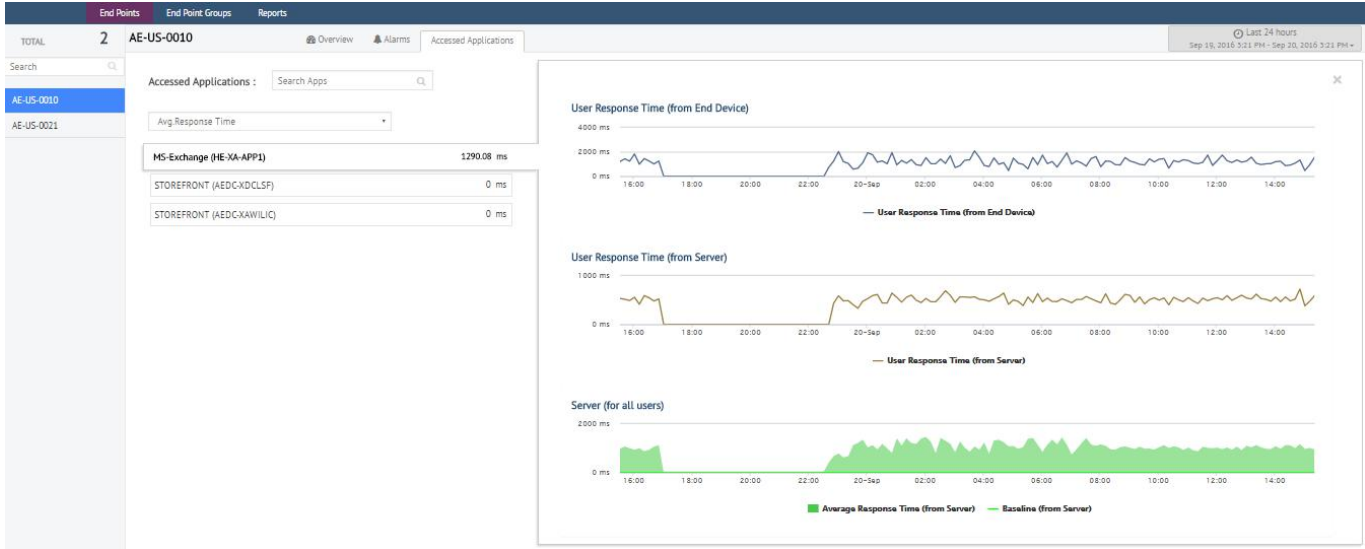 End Points End Point Groups Reports
TOTAL 2 AE-US-0010 Overview Alarms Accessed Applications Last 24 hours
Sep 19, 2016 3:21 PM - Sep 20, 2016 3:21 PM
Search
AE-US-0010
AE-US-0021
Accessed Applications : Search Apps
Avg.Response Time
MS-Exchange (HE-XA-APP1) 1290.08 ms
STOREFRONT (AEDC-XDCLSF) 0 ms
STOREFRONT (AEDC-XAWILIC) 0 ms
×
User Response Time (from End Device)
4000 ms
2000 ms
0 ms
16:00 18:00 20:00 22:00 20-Sep 02:00 04:00 06:00 08:00 10:00 12:00 14:00
User Response Time (from End Device)
User Response Time (from Server)
1000 ms
0 ms
16:00 18:00 20:00 22:00 20-Sep 02:00 04:00 06:00 08:00 10:00 12:00 14:00
User Response Time (from Server)
Server (for all users)
2000 ms
0 ms
16:00 18:00 20:00 22:00 20-Sep 02:00 04:00 06:00 08:00 10:00 12:00 14:00
Average Response Time (from Server) Baseline (from Server)